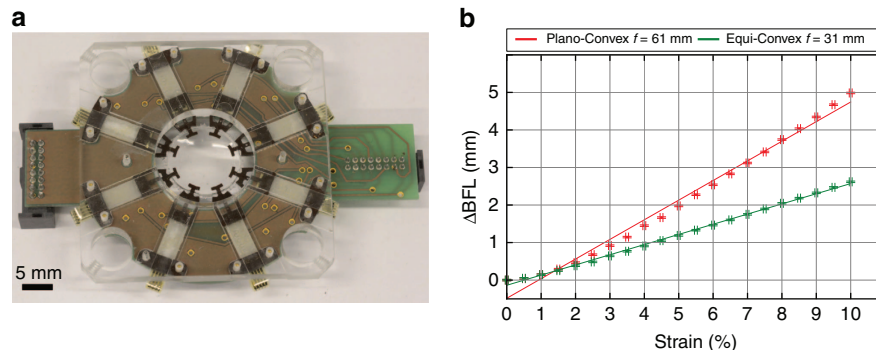 a
5 mm
b
Plano-Convex f = 61 mm
Equi-Convex f = 31 mm
ΔBFL (mm)
5
4
3
2
1
0
0 1 2 3 4 5 6 7 8 9 10
Strain (%)